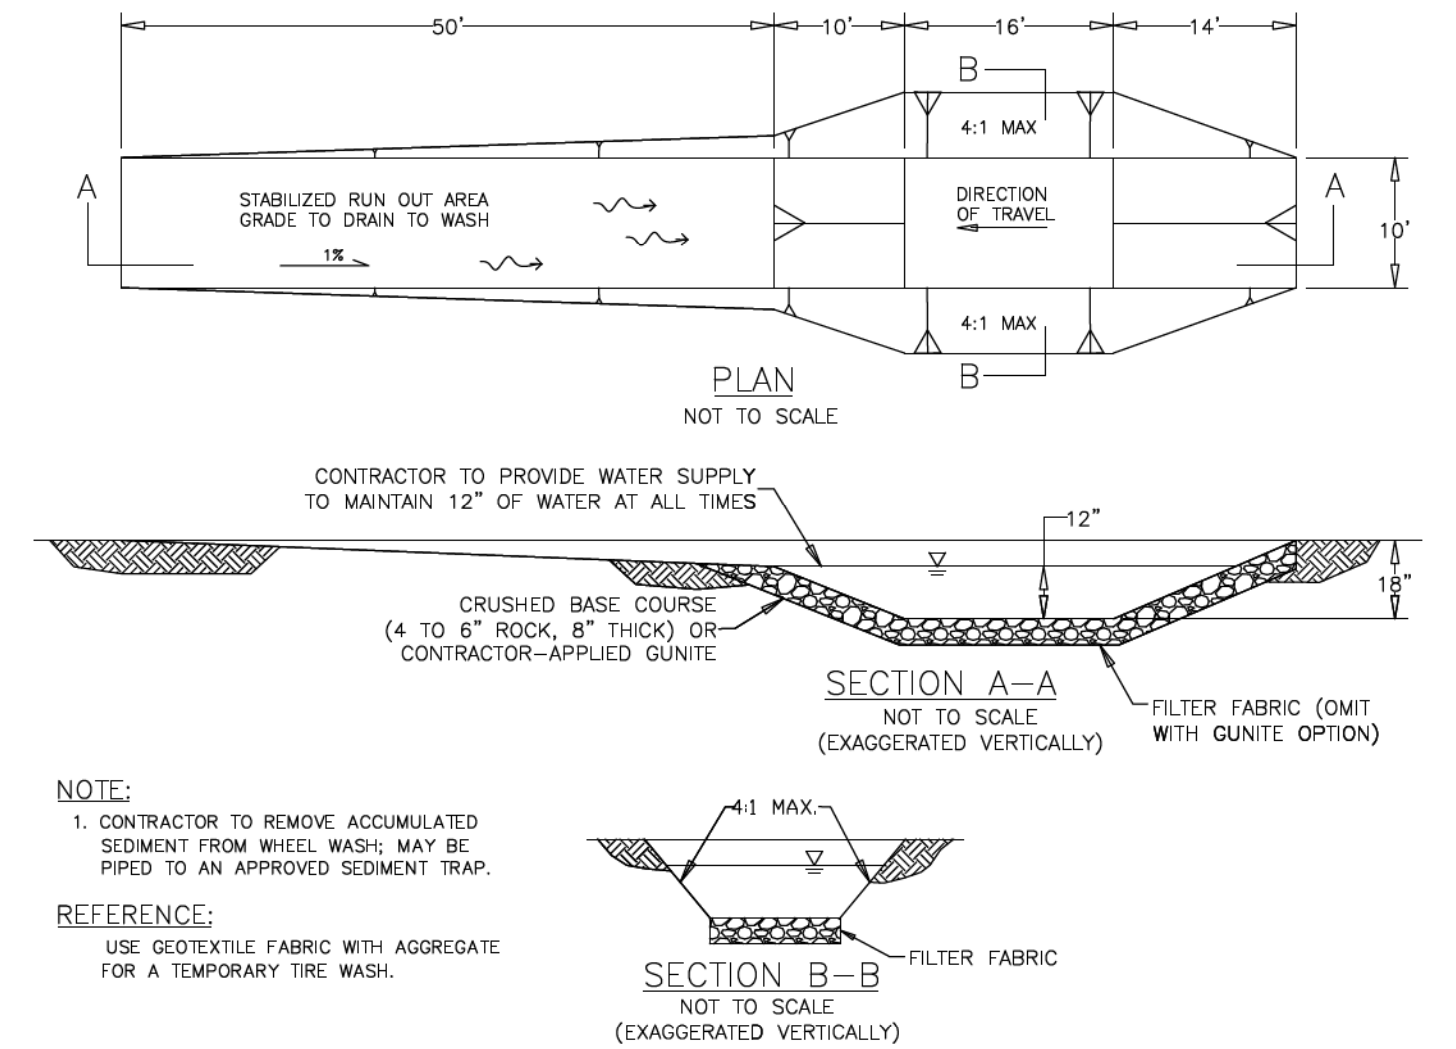 50'
10'
16'
14'
B
4:1 MAX
A
STABILIZED RUN OUT AREA
GRADE TO DRAIN TO WASH
1%
DIRECTION
OF TRAVEL
A
10'
4:1 MAX
B
PLAN
NOT TO SCALE
CONTRACTOR TO PROVIDE WATER SUPPLY
TO MAINTAIN 12" OF WATER AT ALL TIMES
12"
18"
CRUSHED BASE COURSE
(4 TO 6" ROCK, 8" THICK) OR
CONTRACTOR-APPLIED GUNITE
SECTION A-A
NOT TO SCALE
(EXAGGERATED VERTICALLY)
FILTER FABRIC (OMIT
WITH GUNITE OPTION)
NOTE:
1. CONTRACTOR TO REMOVE ACCUMULATED
SEDIMENT FROM WHEEL WASH; MAY BE
PIPED TO AN APPROVED SEDIMENT TRAP.
REFERENCE:
USE GEOTEXTILE FABRIC WITH AGGREGATE
FOR A TEMPORARY TIRE WASH.
4:1 MAX.
FILTER FABRIC
SECTION B-B
NOT TO SCALE
(EXAGGERATED VERTICALLY)